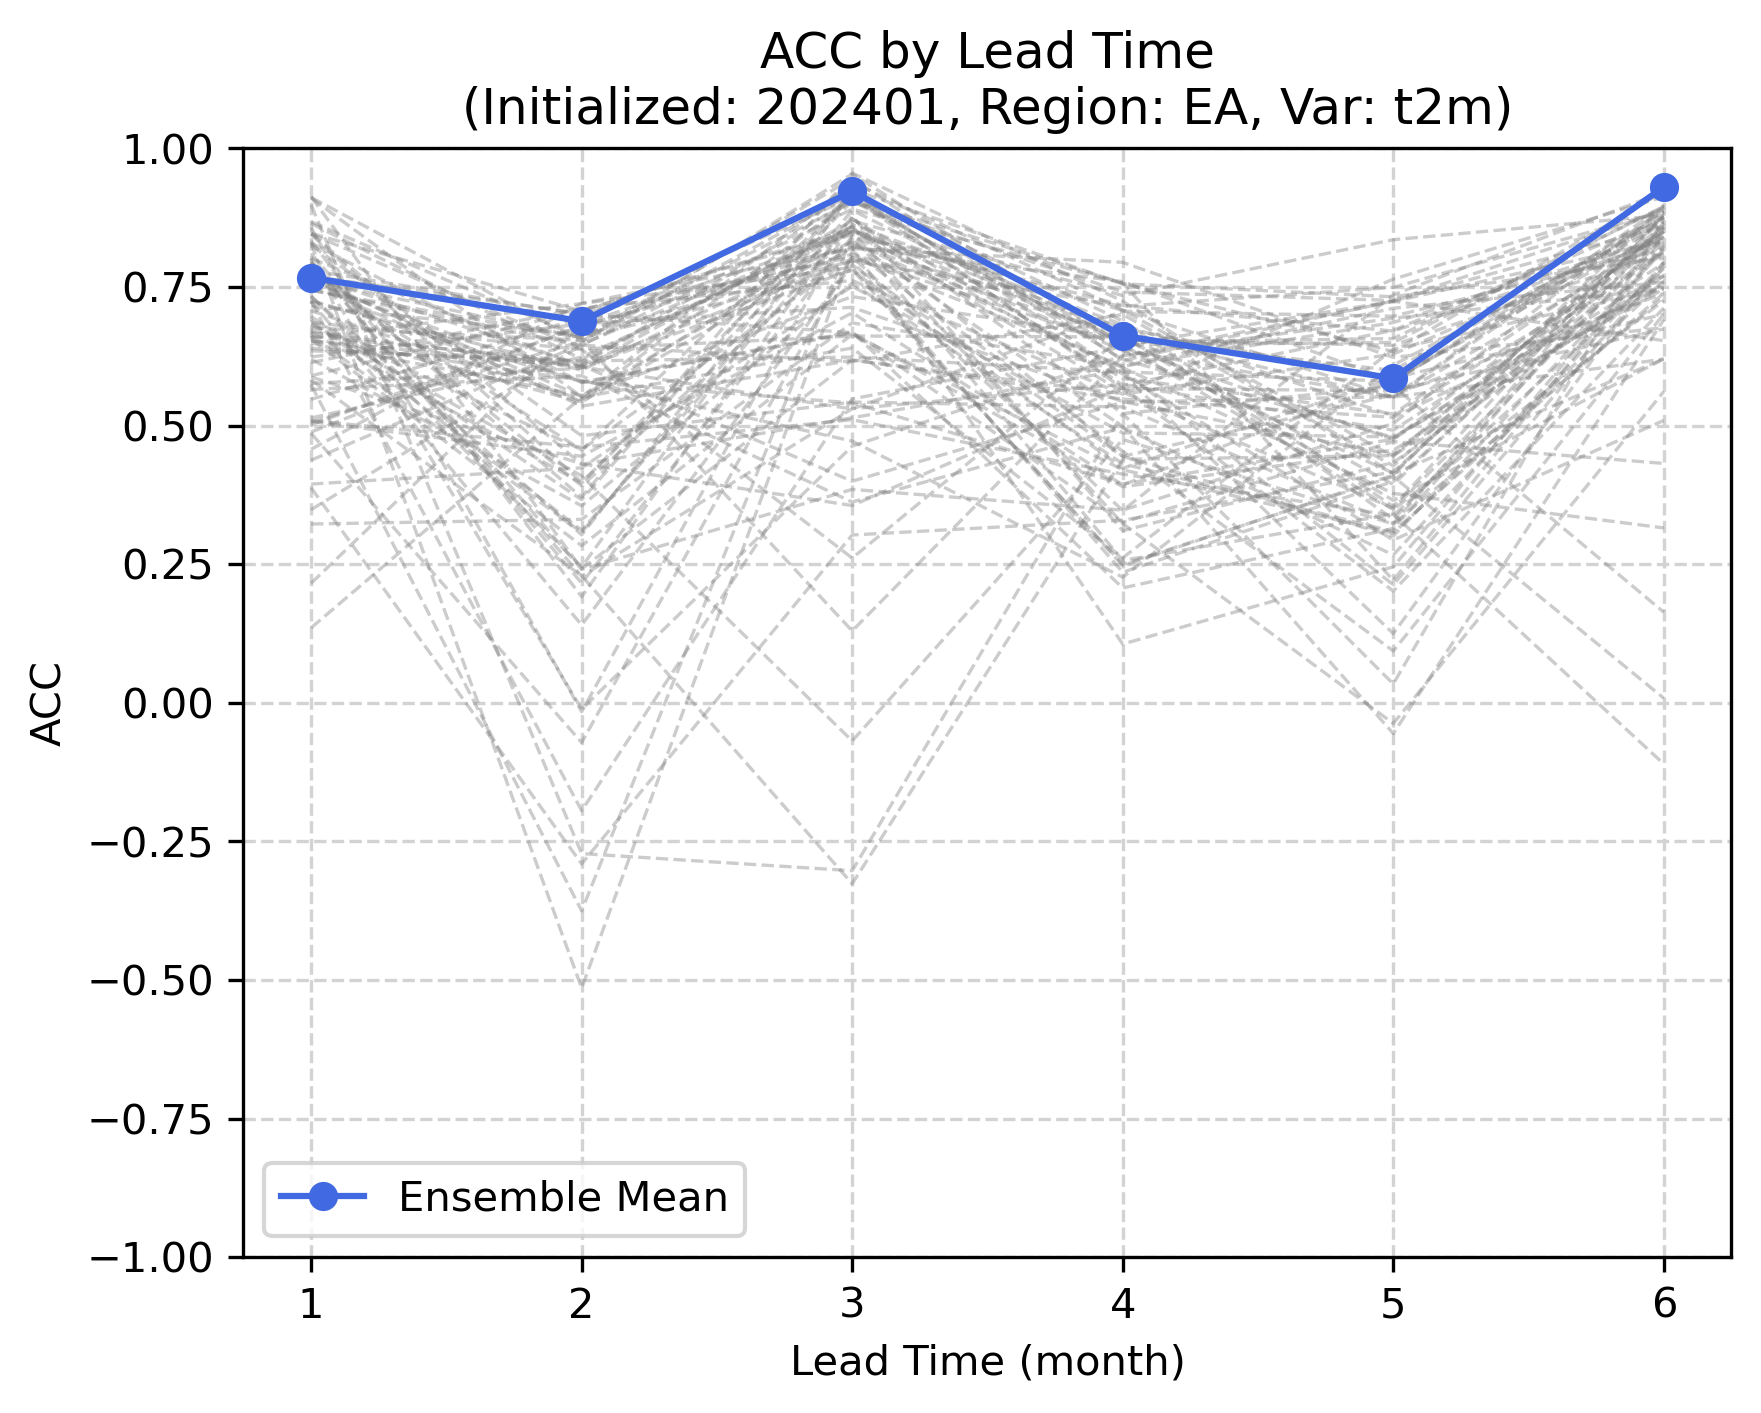 ACC by Lead Time
(Initialized: 202401, Region: EA, Var: t2m)
1.00
0.75
0.50
0.25
0.00
−0.25
−0.50
−0.75
−1.00
ACC
Ensemble Mean
1 2 3 4 5 6
Lead Time (month)